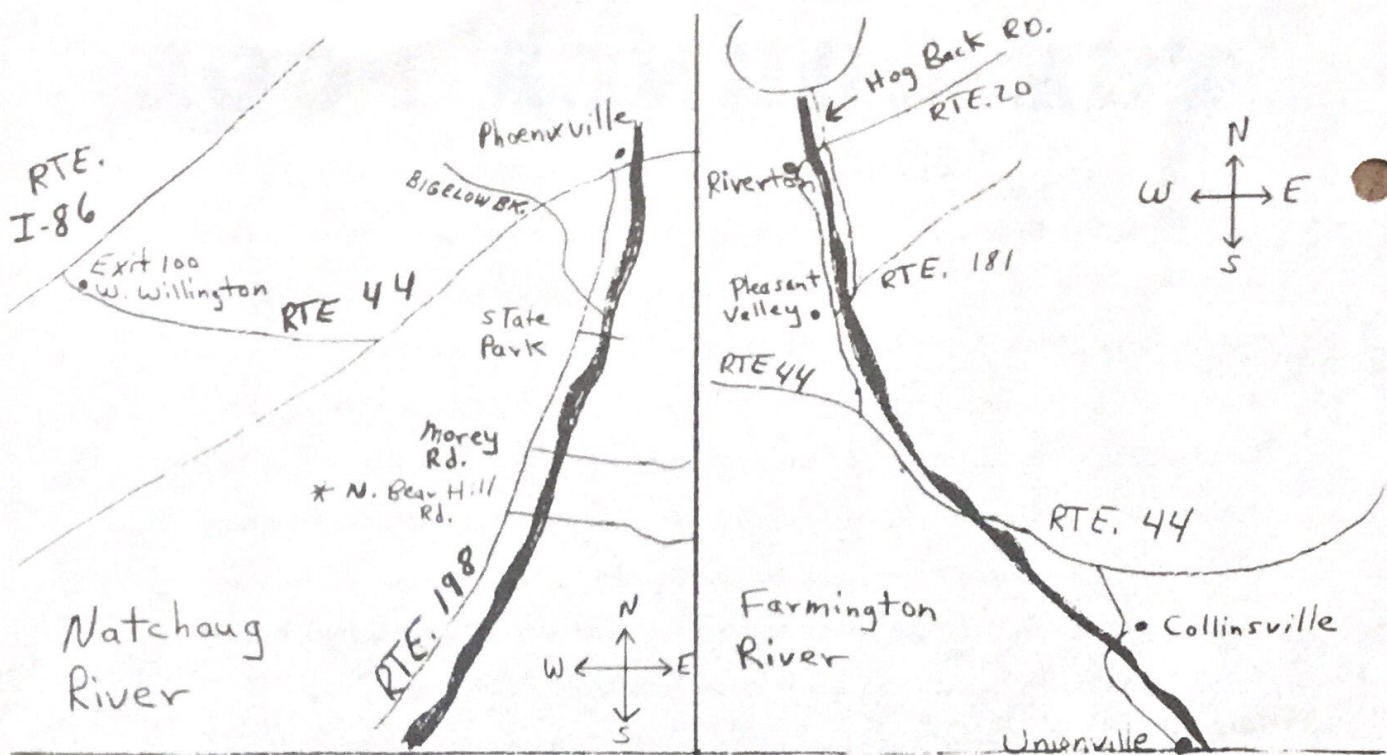 RTE.
I-86
Exit 100
W. Willington
RTE 44
Phoenixville
BIGELOW BK.
State
Park
Morey
Rd.
* N. Bear Hill
Rd.
RTE. 198
Natchaug
River
N
W E
S
Hog Back RD.
RTE. 20
Riverton
RTE. 181
Pleasant
Valley
RTE 44
RTE. 44
Farmington
River
Collinsville
Unionville
N
W E
S